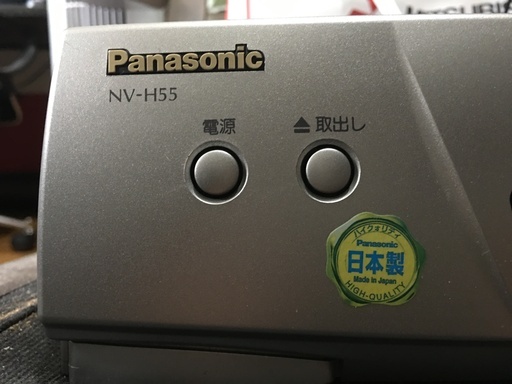 Panasonic
NV-H55
電源
取出し
ハイクォリティ
Panasonic
日本製
Made in Japan
HIGH-QUALITY